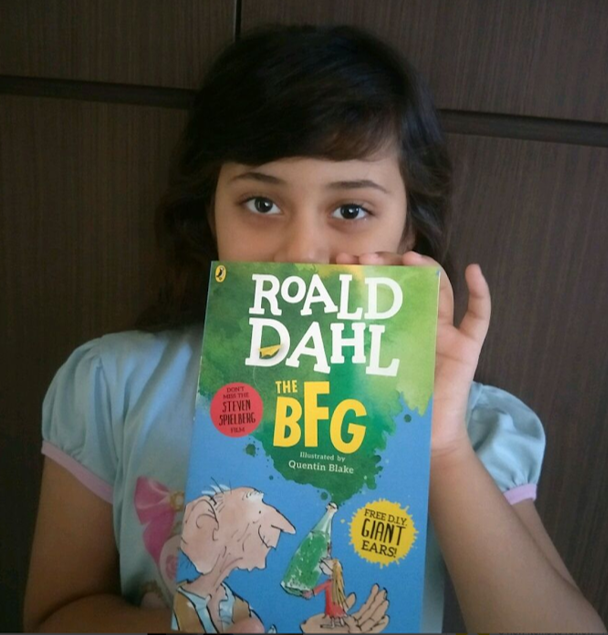 ROALD
DAHL
THE
BFG
DON'T
MISS THE
STEVEN
SPIELBERG
FILM
Illustrated by
Quentin Blake
FREE D.I.Y.
GIANT
EARS!